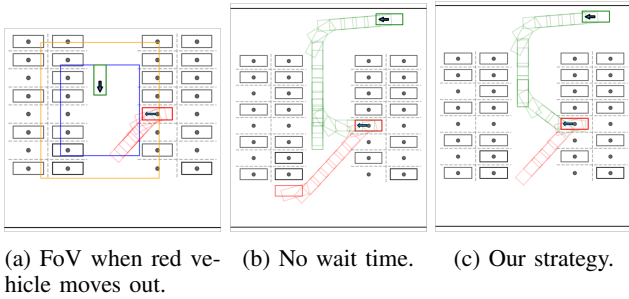 (a) FoV when red ve-
hicle moves out.
(b) No wait time.
(c) Our strategy.